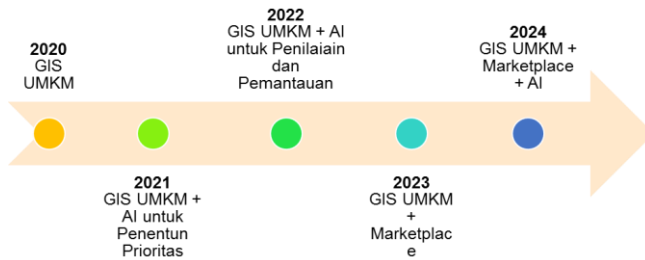 2020
GIS
UMKM
2021
GIS UMKM +
AI untuk
Penentun
Prioritas
2022
GIS UMKM + AI
untuk Penilaiain
dan
Pemantauan
2023
GIS UMKM
+
Marketplac
e
2024
GIS UMKM +
Marketplace
+ AI